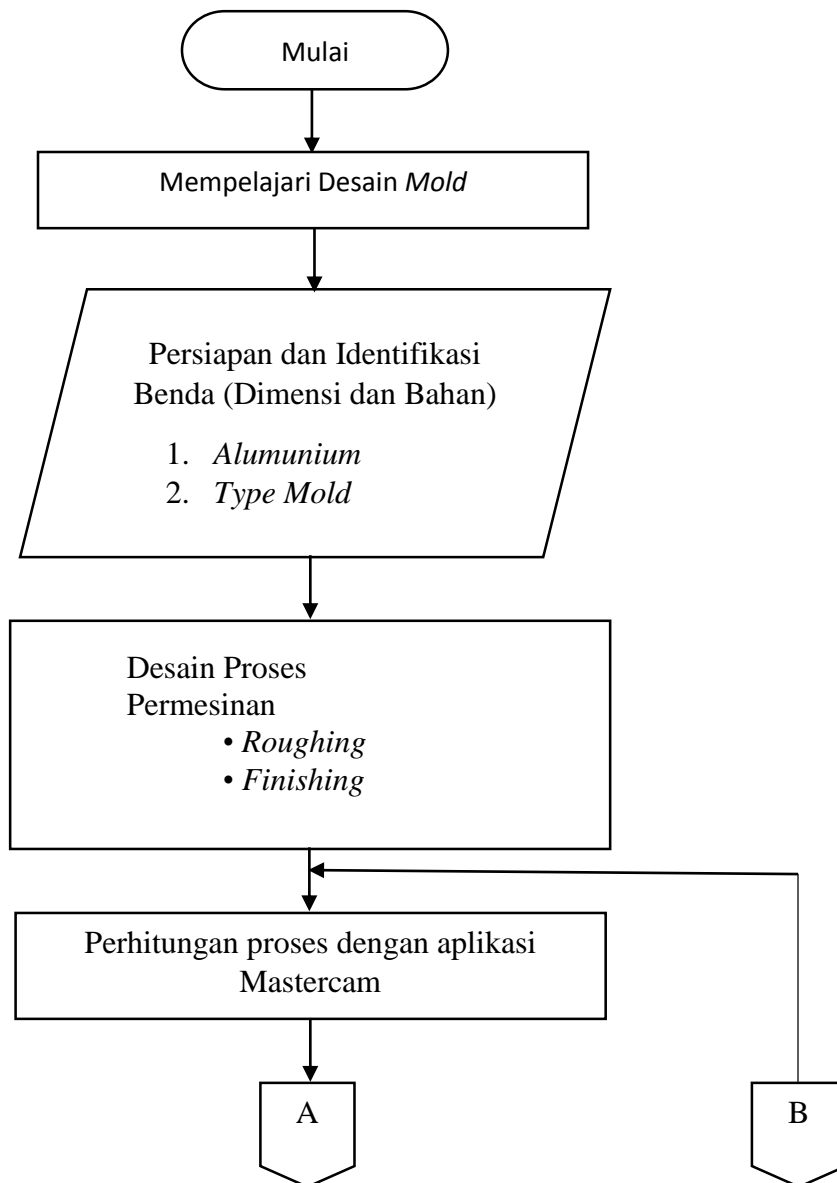 Mulai
Mempelajari Desain Mold
Persiapan dan Identifikasi
Benda (Dimensi dan Bahan)
1. Alumunium
2. Type Mold
Desain Proses
Permesinan
• Roughing
• Finishing
Perhitungan proses dengan aplikasi
Mastercam
A
B